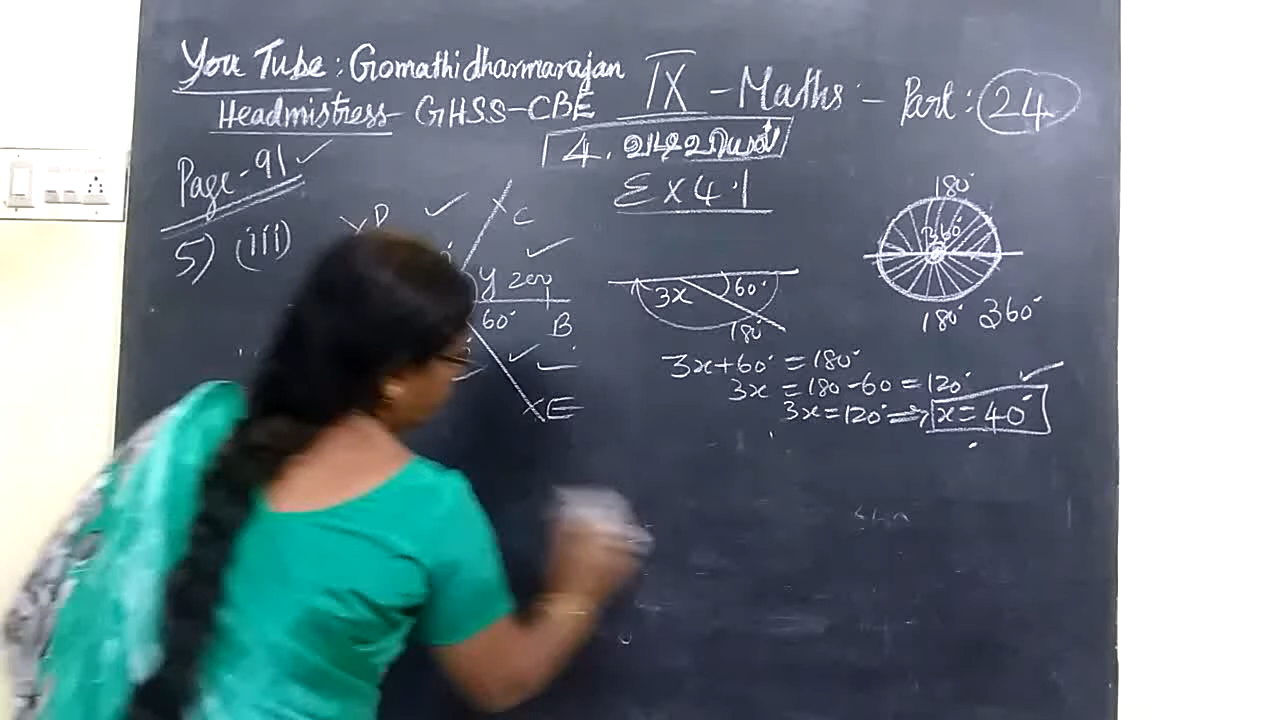 You Tube : Gomathidharmarajan
Headmistress - GHSS-CBE
IX - Maths - Part : 24
4. வடிவியல்
Ex 4.1
Page-91
5) (iii)
D
C
y zero
60° B
E
3x 60°
180°
3x+60° = 180°
3x = 180-60 = 120°
3x = 120° => x = 40°
180°
360°
180° 360°